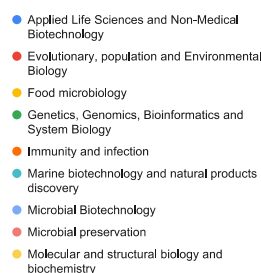 Applied Life Sciences and Non-Medical
Biotechnology
Evolutionary, population and Environmental
Biology
Food microbiology
Genetics, Genomics, Bioinformatics and
System Biology
Immunity and infection
Marine biotechnology and natural products
discovery
Microbial Biotechnology
Microbial preservation
Molecular and structural biology and
biochemistry